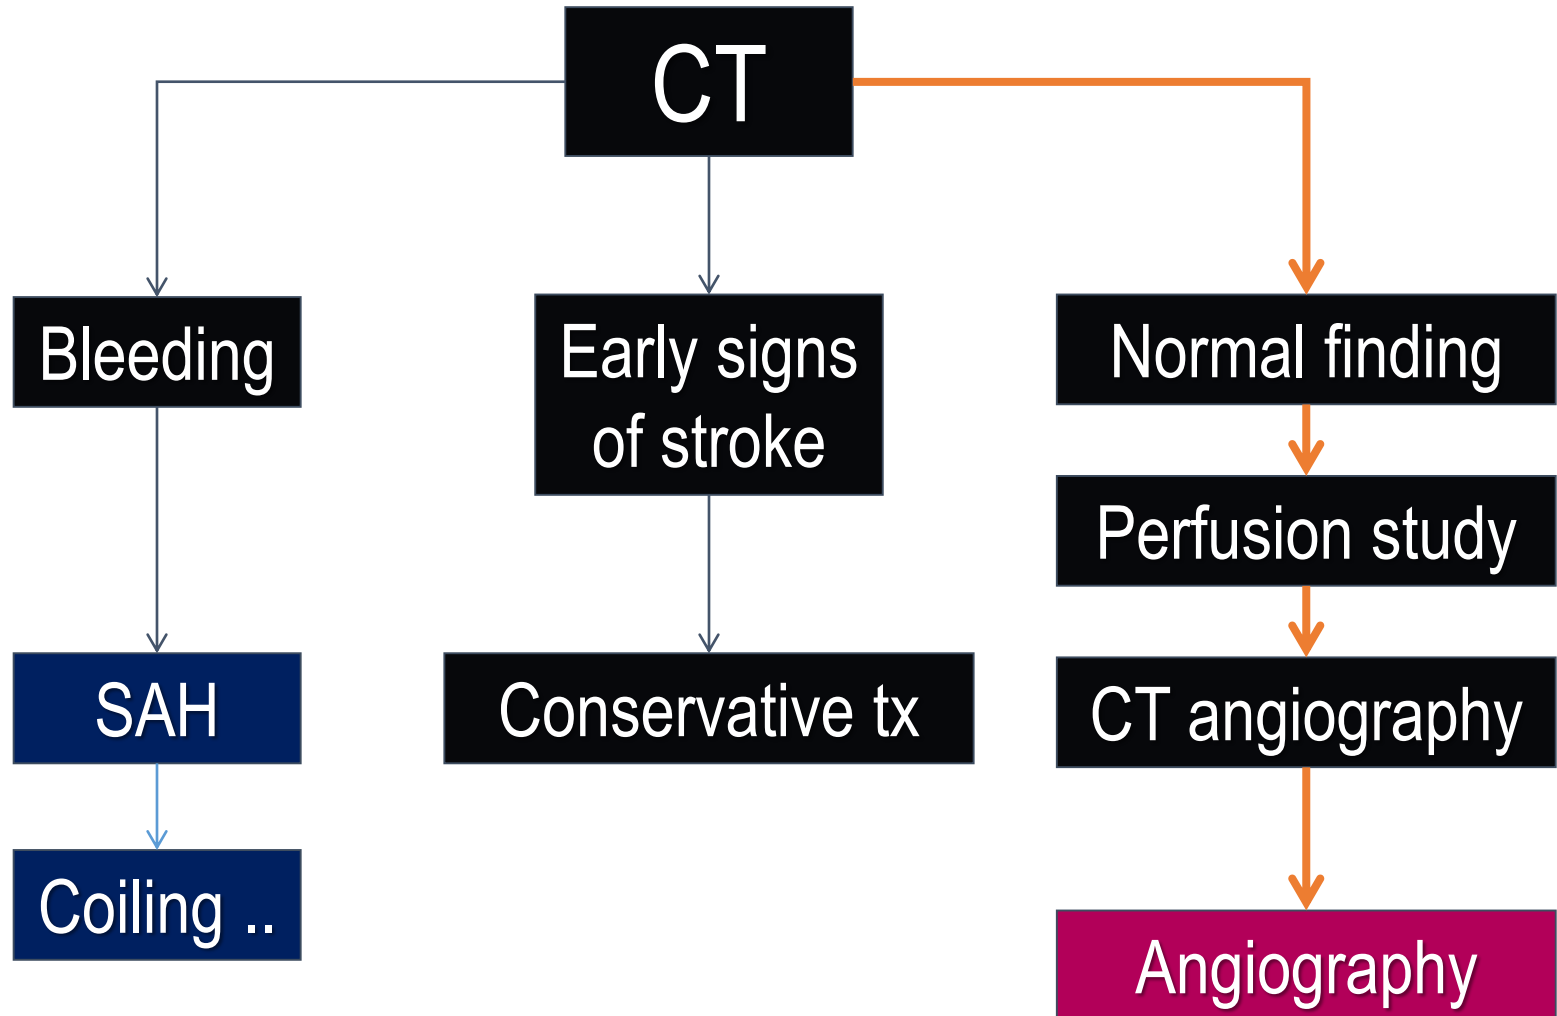 CT
Bleeding
Early signs
of stroke
Normal finding
Perfusion study
SAH
Conservative tx
CT angiography
Coiling ..
Angiography